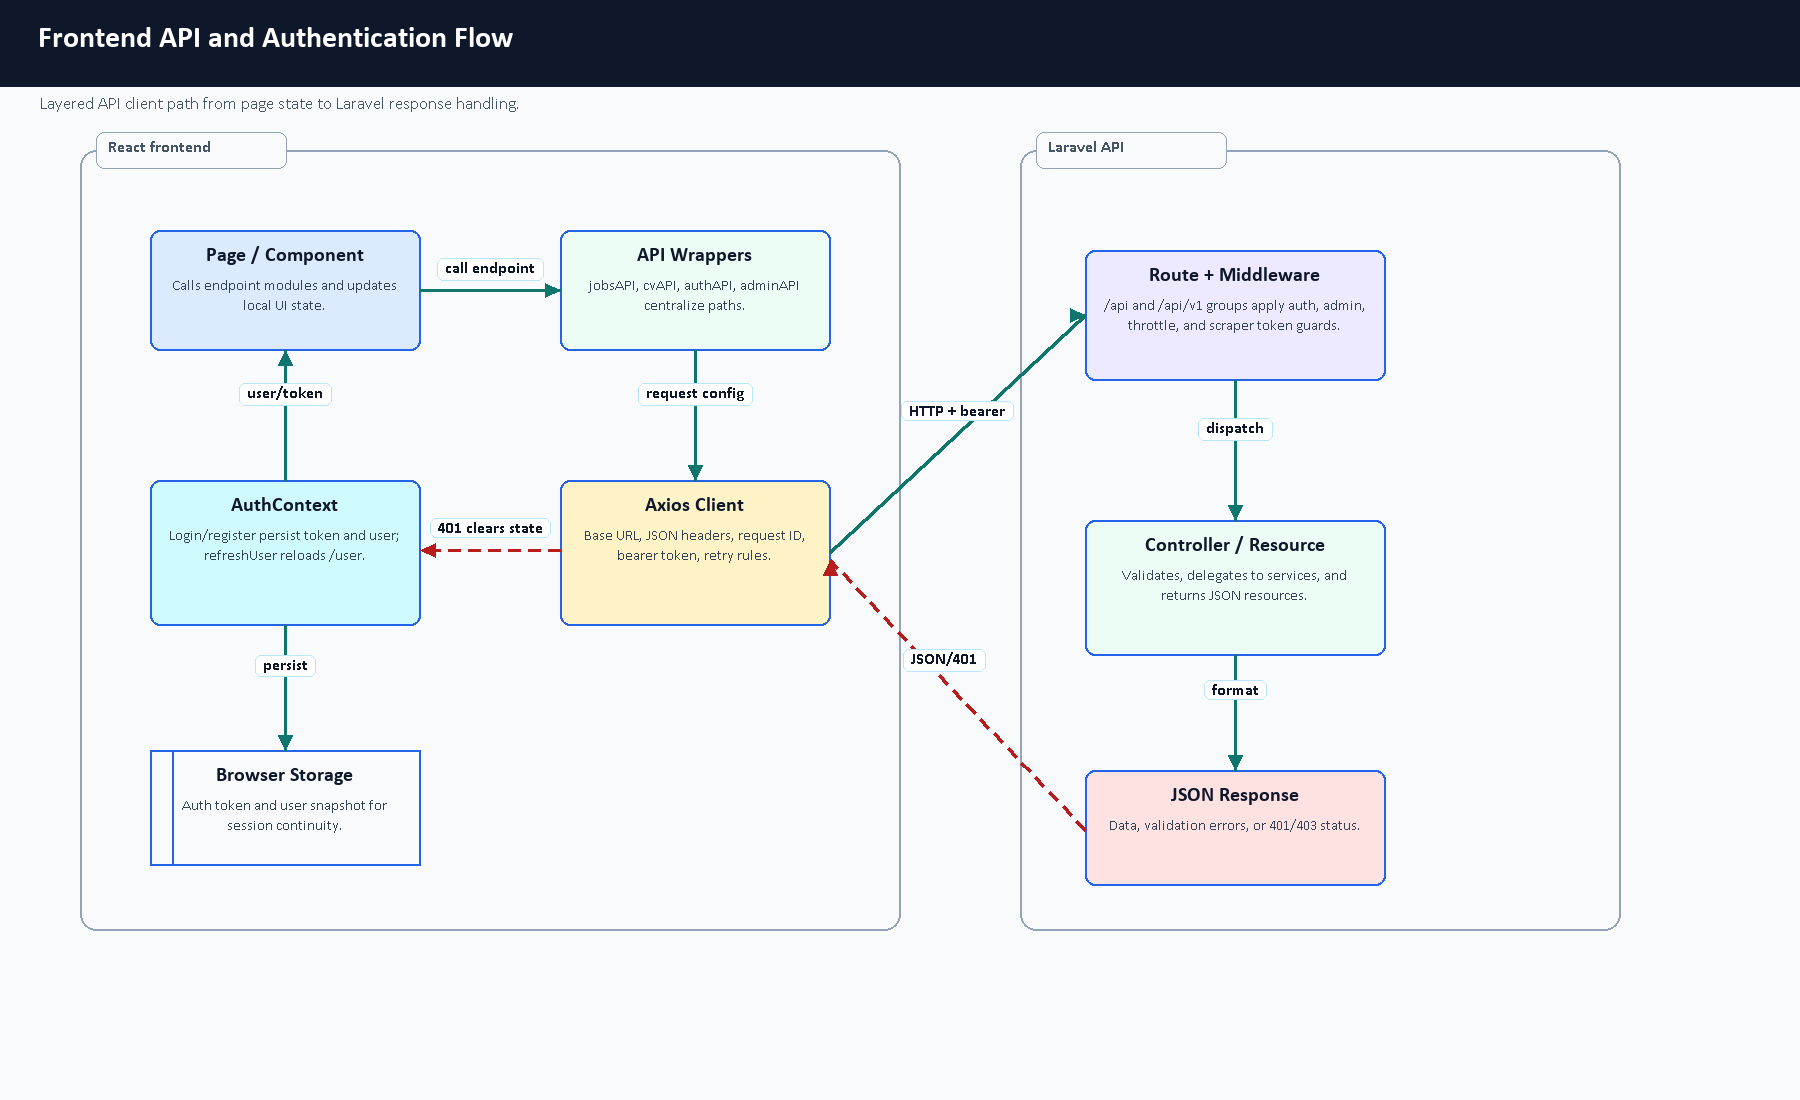 Frontend API and Authentication Flow
Layered API client path from page state to Laravel response handling.
React frontend
Laravel API
Page / Component
Calls endpoint modules and updates
local UI state.
call endpoint
API Wrappers
jobsAPI, cvAPI, authAPI, adminAPI
centralize paths.
Route + Middleware
/api and /api/v1 groups apply auth, admin,
throttle, and scraper token guards.
user/token
request config
HTTP + bearer
dispatch
AuthContext
Login/register persist token and user;
refreshUser reloads /user.
401 clears state
Axios Client
Base URL, JSON headers, request ID,
bearer token, retry rules.
Controller / Resource
Validates, delegates to services, and
returns JSON resources.
persist
JSON/401
format
Browser Storage
Auth token and user snapshot for
session continuity.
JSON Response
Data, validation errors, or 401/403 status.